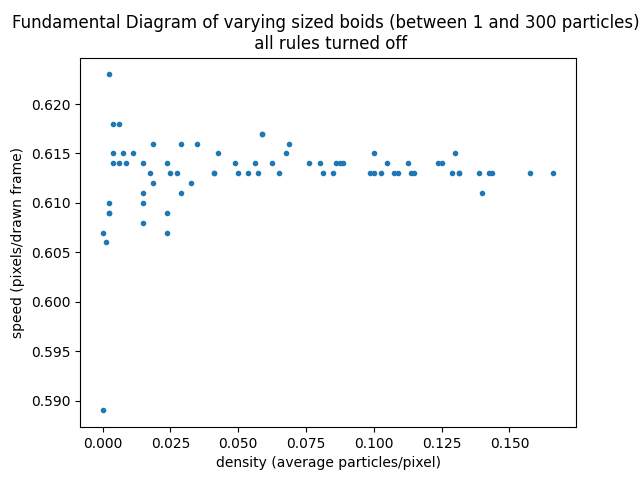 Fundamental Diagram of varying sized boids (between 1 and 300 particles)
all rules turned off
0.620
0.615
0.610
0.605
0.600
0.595
0.590
speed (pixels/drawn frame)
0.000 0.025 0.050 0.075 0.100 0.125 0.150
density (average particles/pixel)